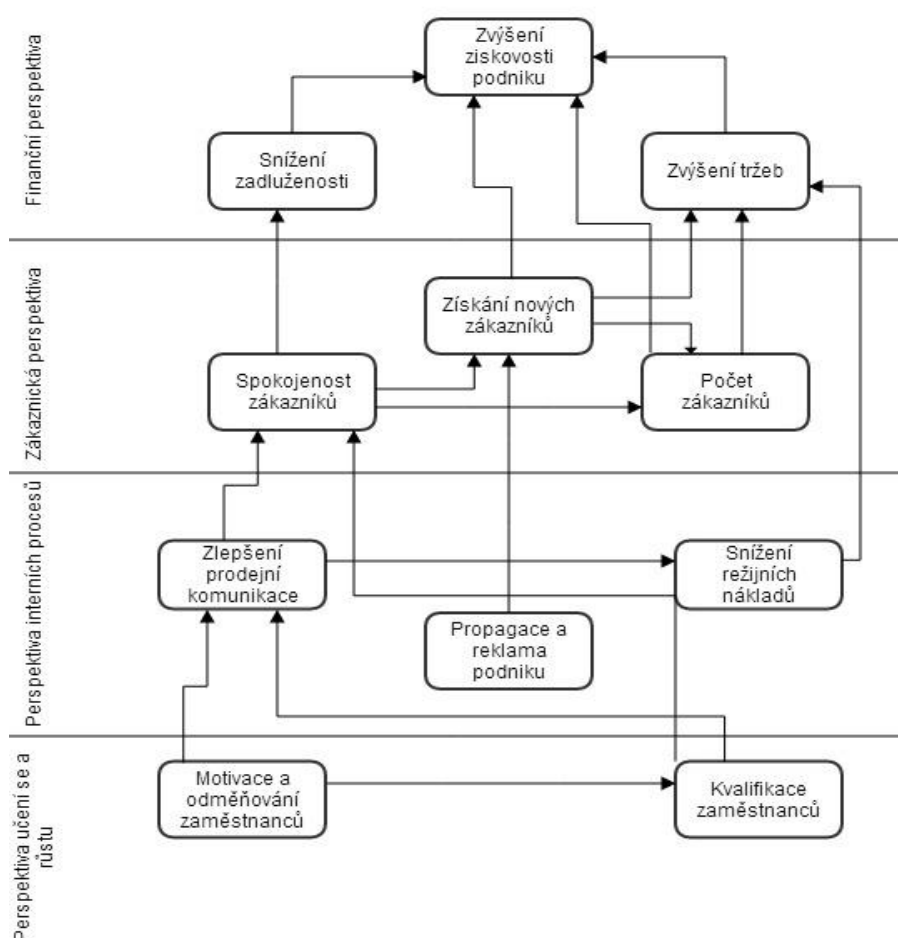 Finanční perspektiva
Zvýšení
ziskovosti
podniku
Snížení
zadluženosti
Zvýšení tržeb
Zákaznická perspektiva
Získání nových
zákazníků
Spokojenost
zákazníků
Počet
zákazníků
Perspektiva interních procesů
Zlepšení
prodejní
komunikace
Snížení
režijních
nákladů
Propagace a
reklama
podniku
Perspektiva učení se a
růstu
Motivace a
odměňování
zaměstnanců
Kvalifikace
zaměstnanců